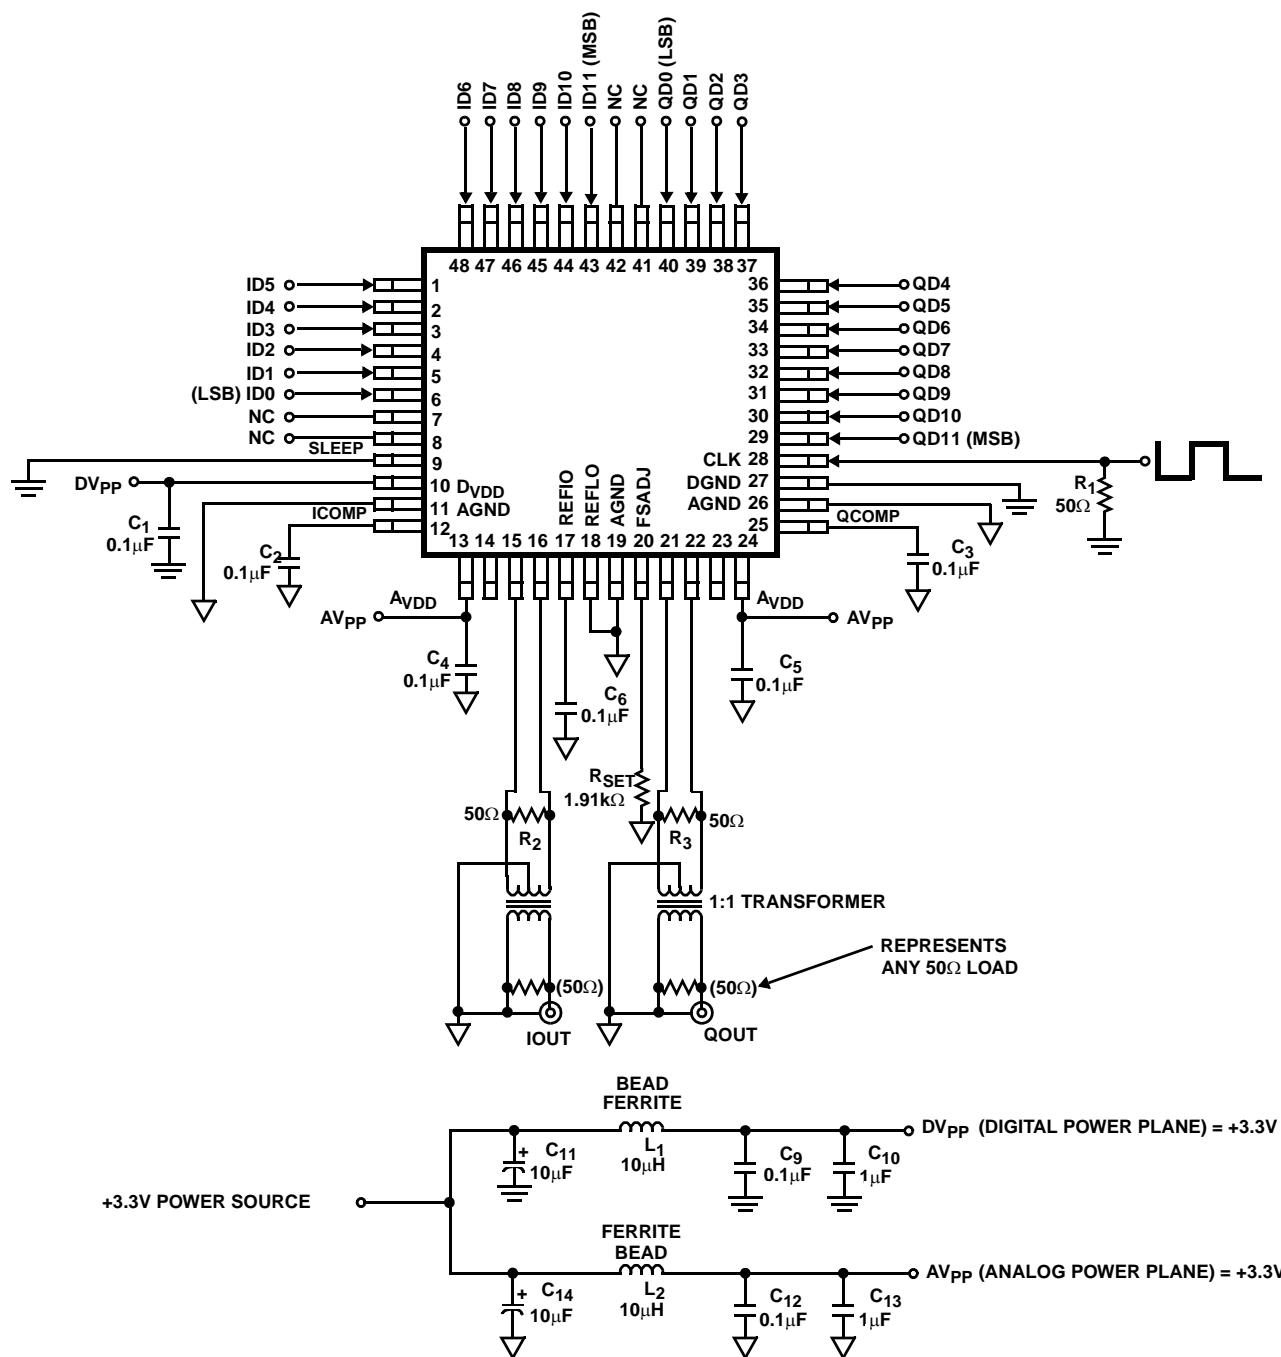 ID6
ID7
ID8
ID9
ID10
ID11 (MSB)
NC
NC
QD0 (LSB)
QD1
QD2
QD3
48 47 46 45 44 43 42 41 40 39 38 37
ID5 1
ID4 2
ID3 3
ID2 4
ID1 5
(LSB) ID0 6
NC 7
NC 8
SLEEP 9
DVPP 10 DVDD
11 AGND
ICOMP 12
36 QD4
35 QD5
34 QD6
33 QD7
32 QD8
31 QD9
30 QD10
29 QD11 (MSB)
CLK 28
DGND 27
AGND 26
25 QCOMP
REFIO
REFLO
AGND
FSADJ
13 14 15 16 17 18 19 20 21 22 23 24
R1
50Ω
C1
0.1µF
C2
0.1µF
C3
0.1µF
AVDD
AVPP
C4
0.1µF
AVDD
AVPP
C5
0.1µF
C6
0.1µF
RSET
1.91kΩ
50Ω
R2
R3
50Ω
1:1 TRANSFORMER
REPRESENTS
ANY 50Ω LOAD
(50Ω)
(50Ω)
IOUT
QOUT
BEAD
FERRITE
L1
10µH
C11
10µF
+
C9
0.1µF
C10
1µF
DVPP (DIGITAL POWER PLANE) = +3.3V
+3.3V POWER SOURCE
FERRITE
BEAD
L2
10µH
C14
10µF
+
C12
0.1µF
C13
1µF
AVPP (ANALOG POWER PLANE) = +3.3V